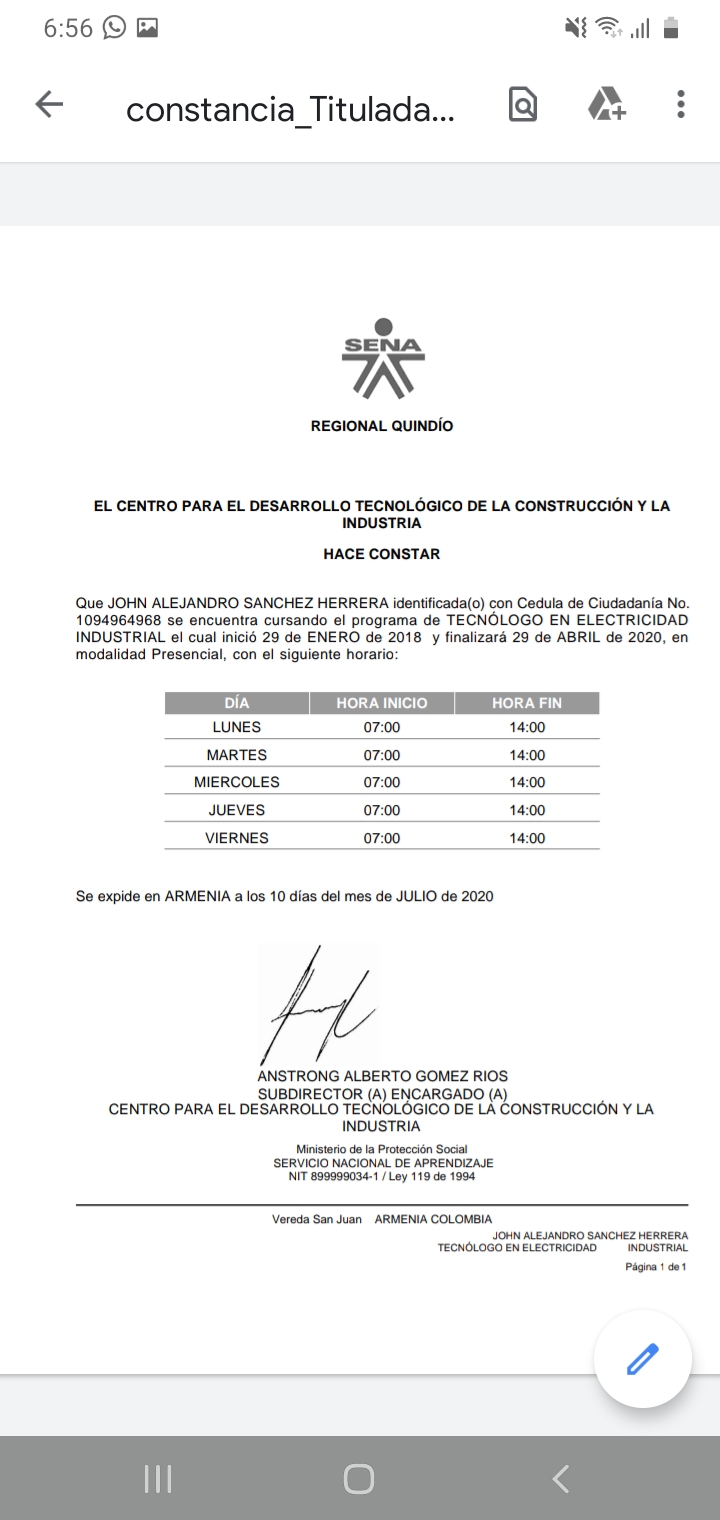 6:56
constancia_Titulada...
SENA
REGIONAL QUINDÍO
EL CENTRO PARA EL DESARROLLO TECNOLÓGICO DE LA CONSTRUCCIÓN Y LA
INDUSTRIA
HACE CONSTAR
Que JOHN ALEJANDRO SANCHEZ HERRERA identificada(o) con Cedula de Ciudadanía No.
1094964968 se encuentra cursando el programa de TECNÓLOGO EN ELECTRICIDAD
INDUSTRIAL el cual inició 29 de ENERO de 2018 y finalizará 29 de ABRIL de 2020, en
modalidad Presencial, con el siguiente horario:
DÍA HORA INICIO HORA FIN
LUNES 07:00 14:00
MARTES 07:00 14:00
MIERCOLES 07:00 14:00
JUEVES 07:00 14:00
VIERNES 07:00 14:00
Se expide en ARMENIA a los 10 días del mes de JULIO de 2020
ANSTRONG ALBERTO GOMEZ RIOS
SUBDIRECTOR (A) ENCARGADO (A)
CENTRO PARA EL DESARROLLO TECNOLÓGICO DE LA CONSTRUCCIÓN Y LA
INDUSTRIA
Ministerio de la Protección Social
SERVICIO NACIONAL DE APRENDIZAJE
NIT 899999034-1 / Ley 119 de 1994
Vereda San Juan ARMENIA COLOMBIA
JOHN ALEJANDRO SANCHEZ HERRERA
TECNÓLOGO EN ELECTRICIDAD INDUSTRIAL
Página 1 de 1